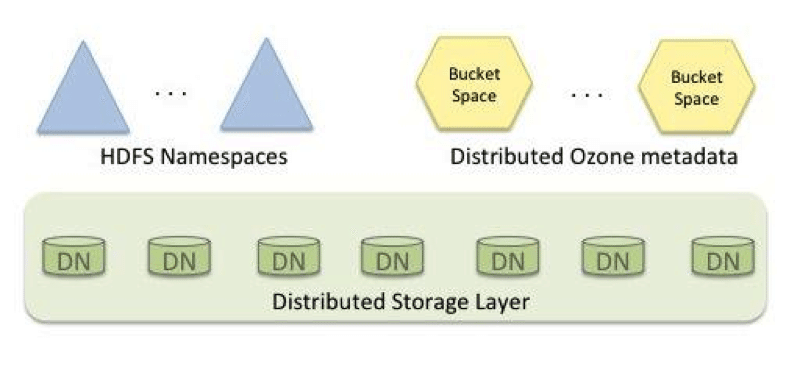 Bucket
Space
. . .
. . .
Bucket
Space
HDFS Namespaces
Distributed Ozone metadata
DN
DN
DN
DN
DN
DN
DN
Distributed Storage Layer